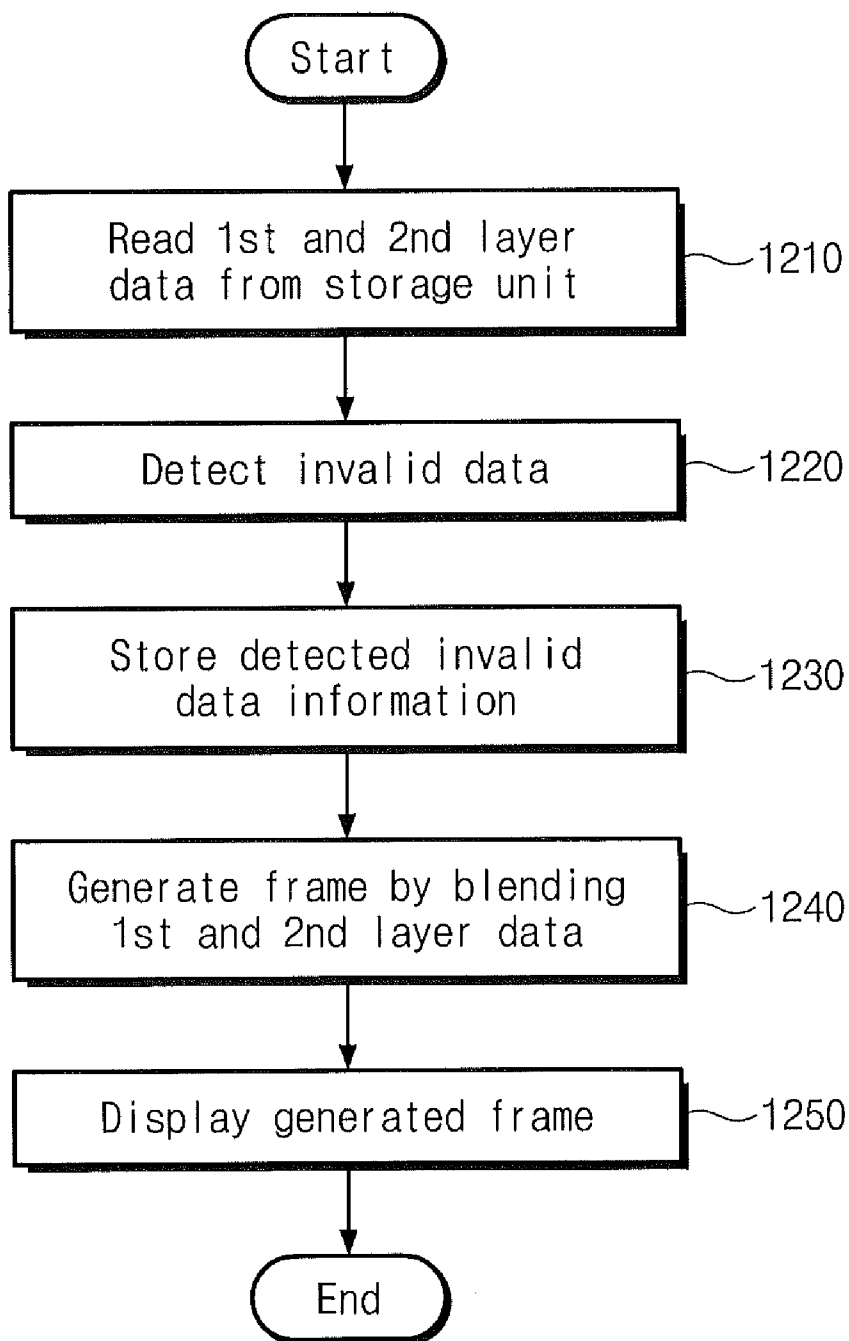 Start
Read 1st and 2nd layer
data from storage unit
1210
Detect invalid data
1220
Store detected invalid
data information
1230
Generate frame by blending
1st and 2nd layer data
1240
Display generated frame
1250
End